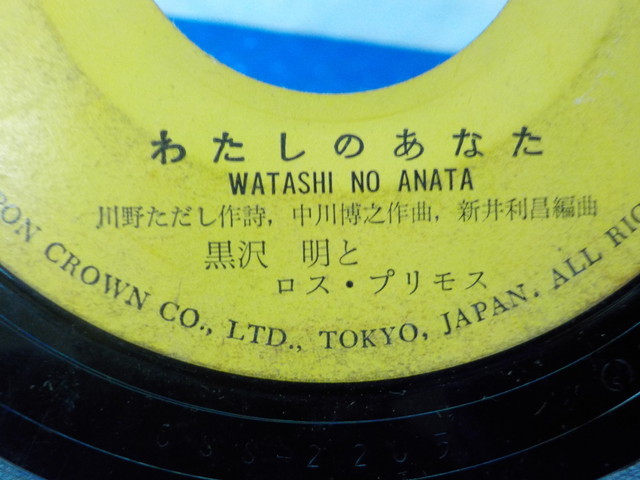 わたしのあなた
WATASHI NO ANATA
川野ただし作詩, 中川博之作曲, 新井利昌編曲
黒沢 明と
ロス・プリモス
CROWN CO., LTD., TOKYO, JAPAN. ALL